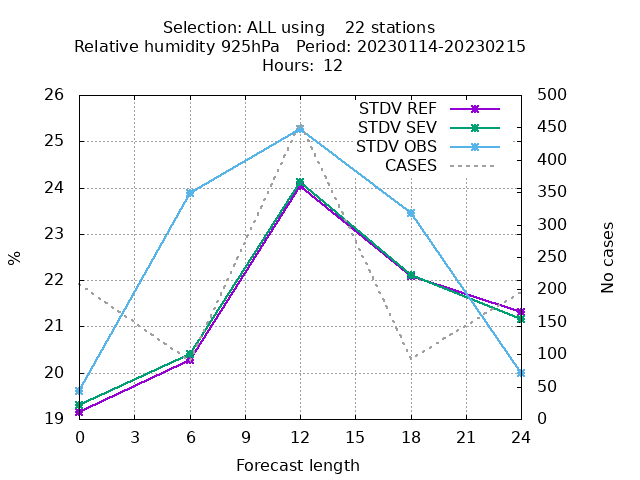 Selection: ALL using    22 stations
Relative humidity 925hPa   Period: 20230114-20230215
Hours:  12
STDV REF
STDV SEV
STDV OBS
CASES
26
25
24
23
22
21
20
19
%
500
450
400
350
300
250
200
150
100
50
0
No cases
0 3 6 9 12 15 18 21 24
Forecast length